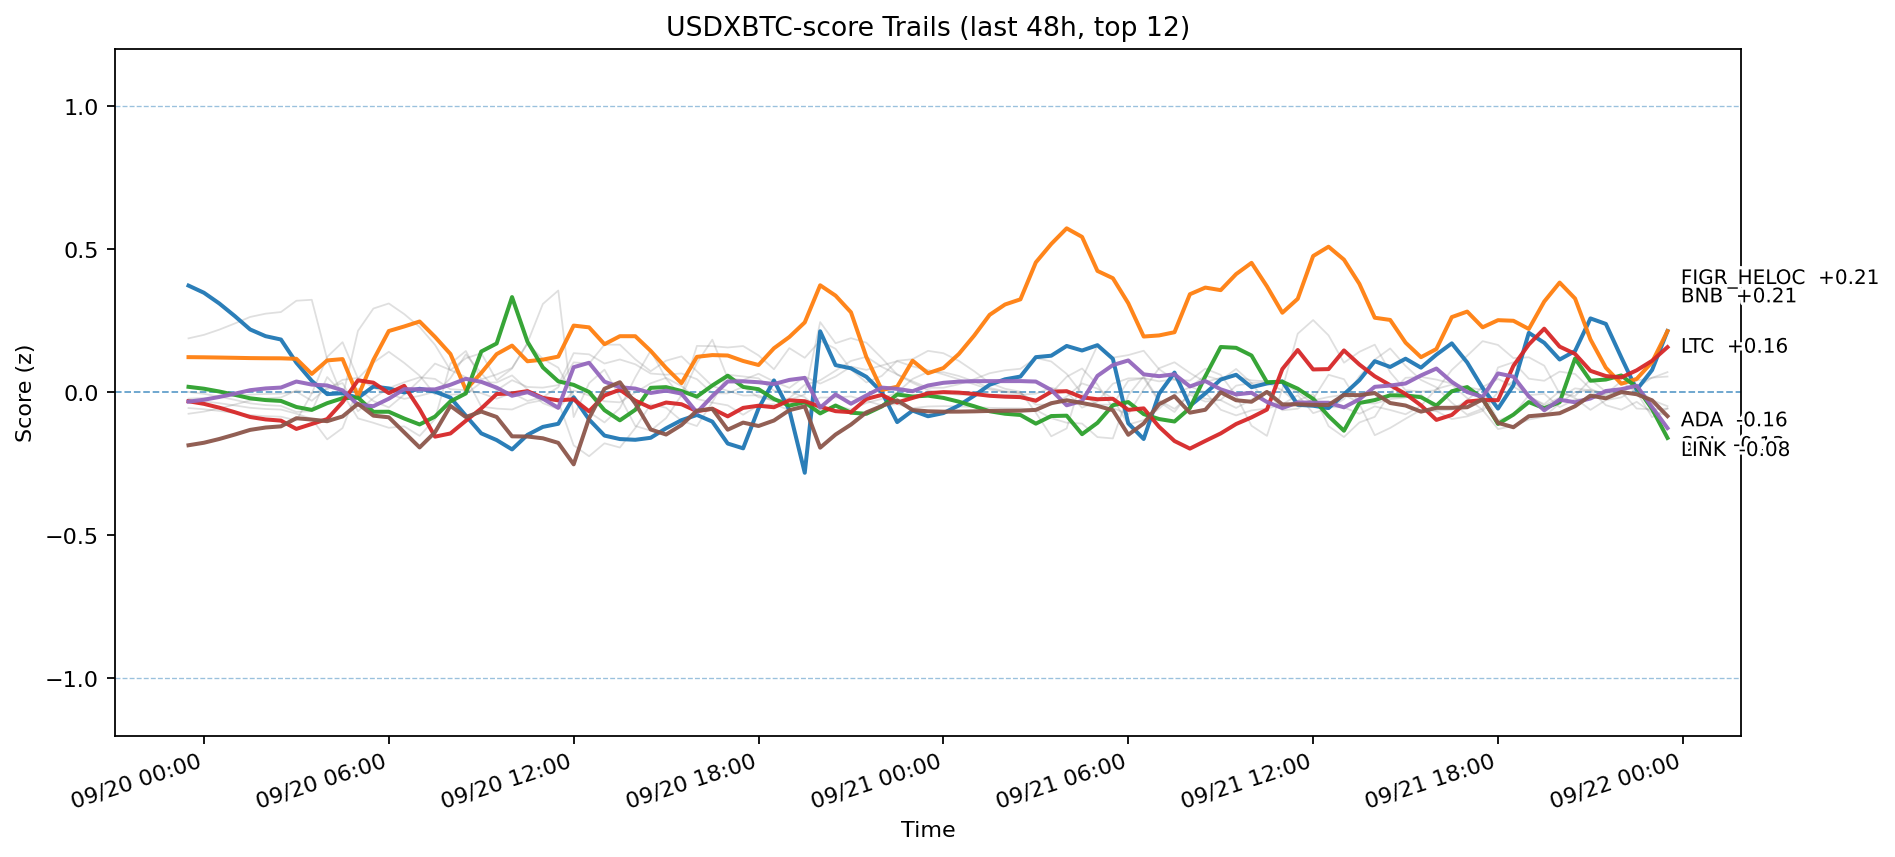 USDXBTC-score Trails (last 48h, top 12)
Score (z)
1.0
0.5
0.0
−0.5
−1.0
FIGR_HELOC +0.21
BNB +0.21
LTC +0.16
ADA -0.16
LINK -0.08
09/20 00:00
09/20 06:00
09/20 12:00
09/20 18:00
09/21 00:00
09/21 06:00
09/21 12:00
09/21 18:00
09/22 00:00
Time